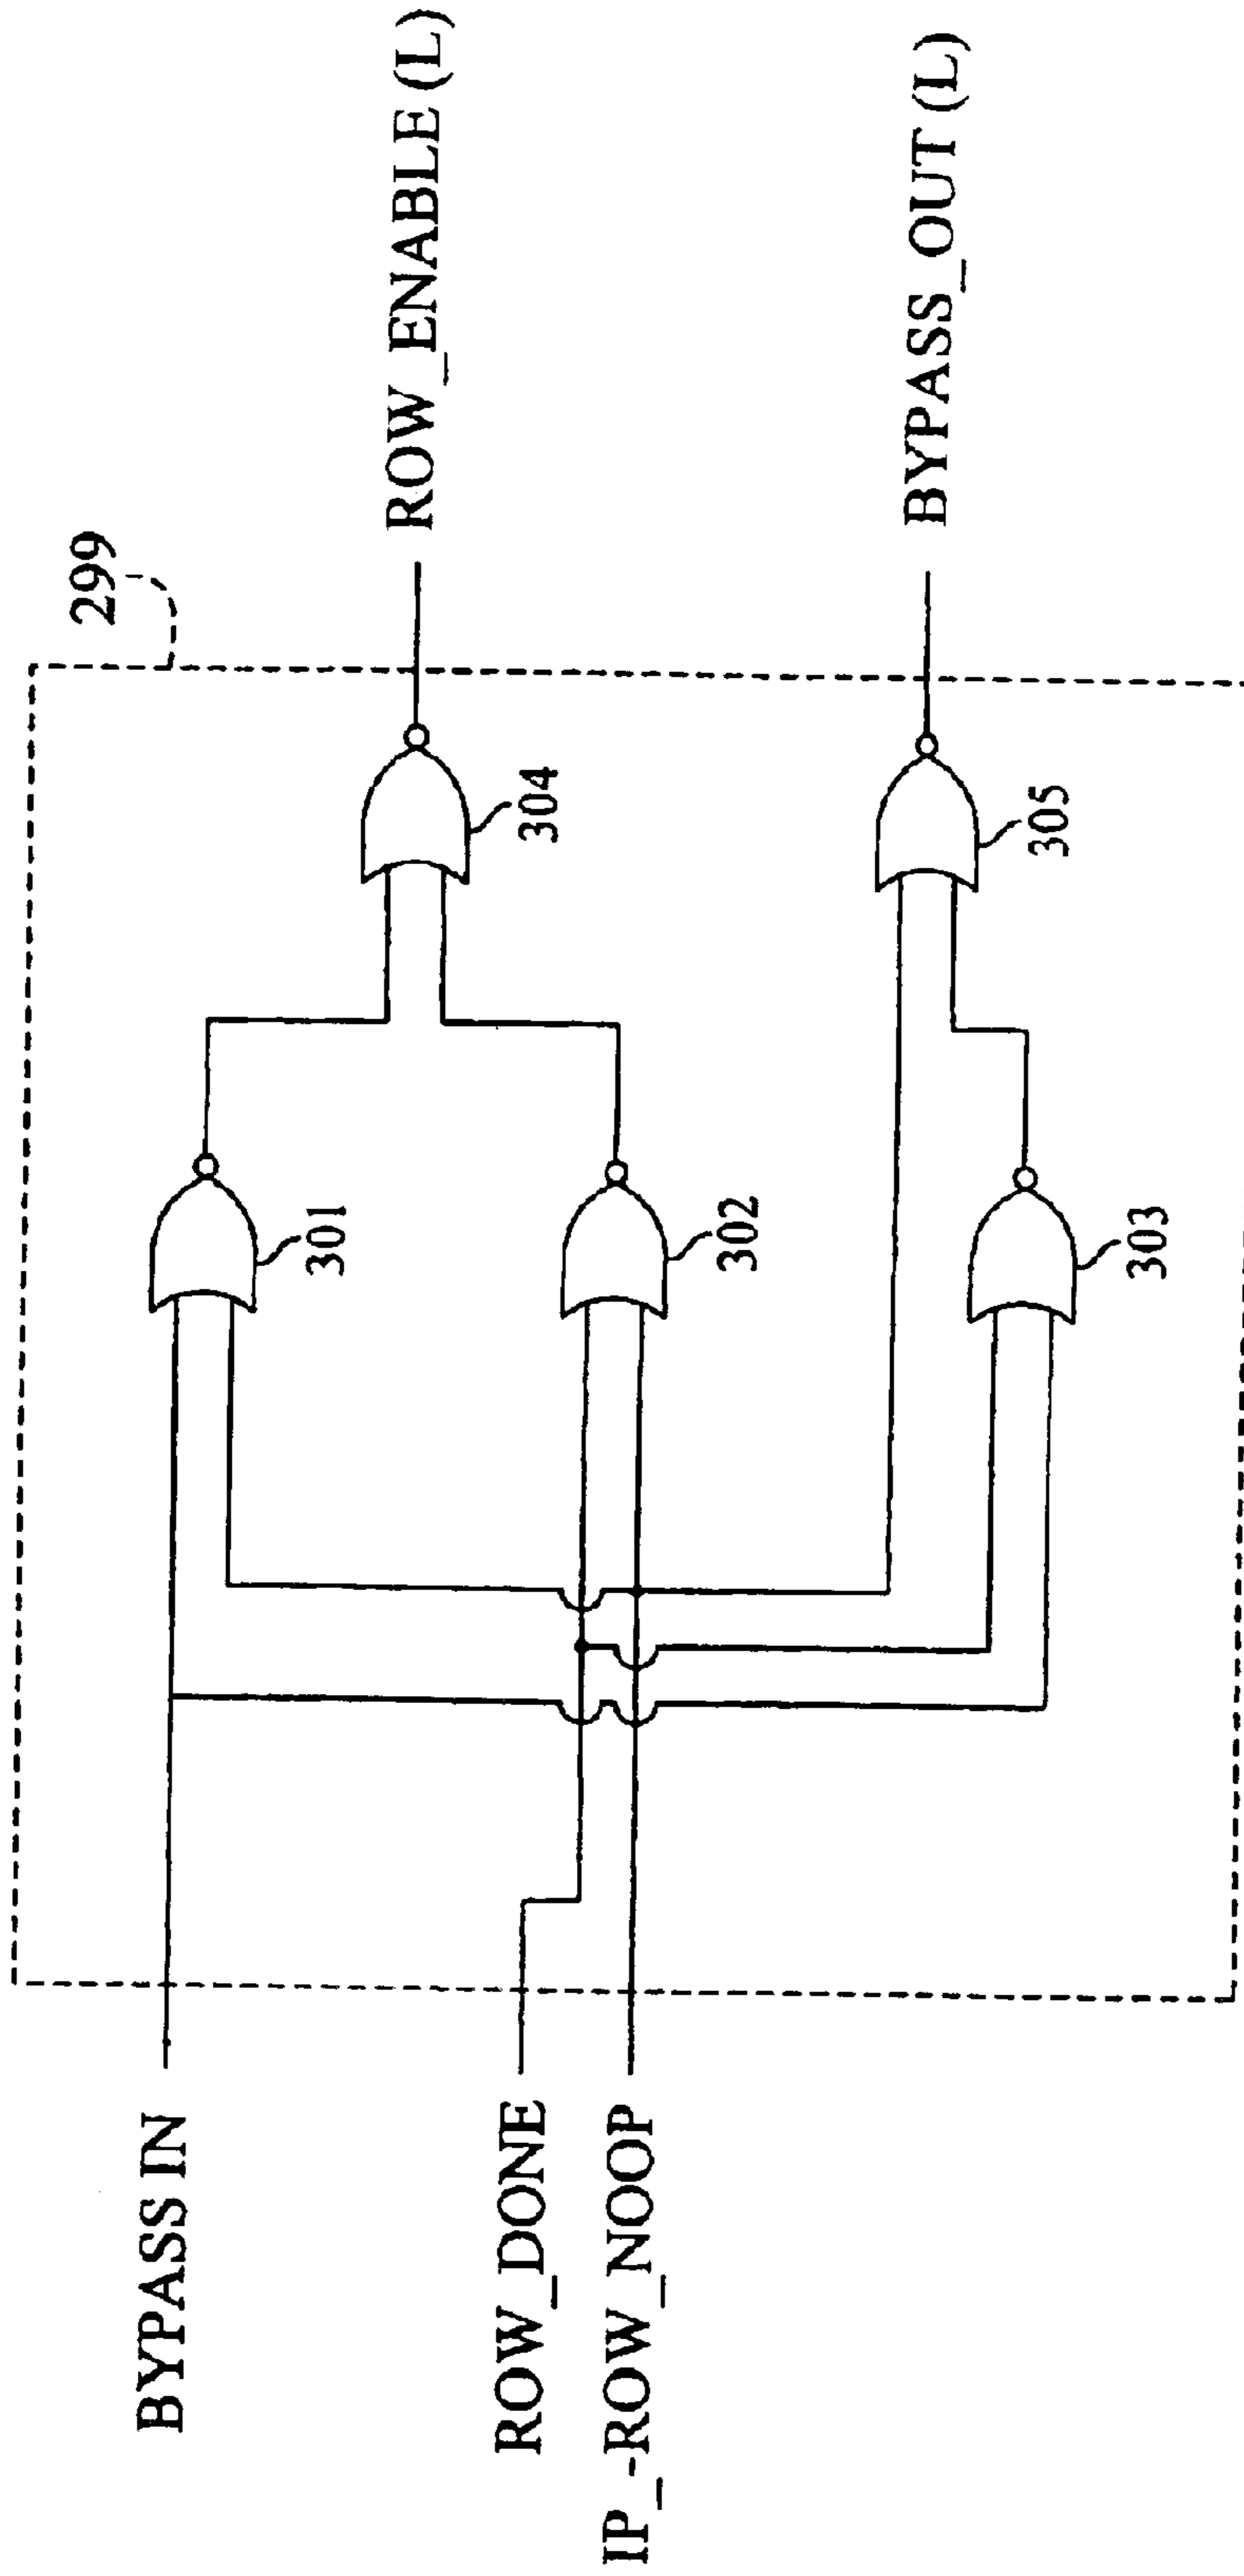 BYPASS IN
ROW_DONE
IP_-ROW_NOOP
299
301
302
303
304
305
ROW_ENABLE (L)
BYPASS_OUT (L)